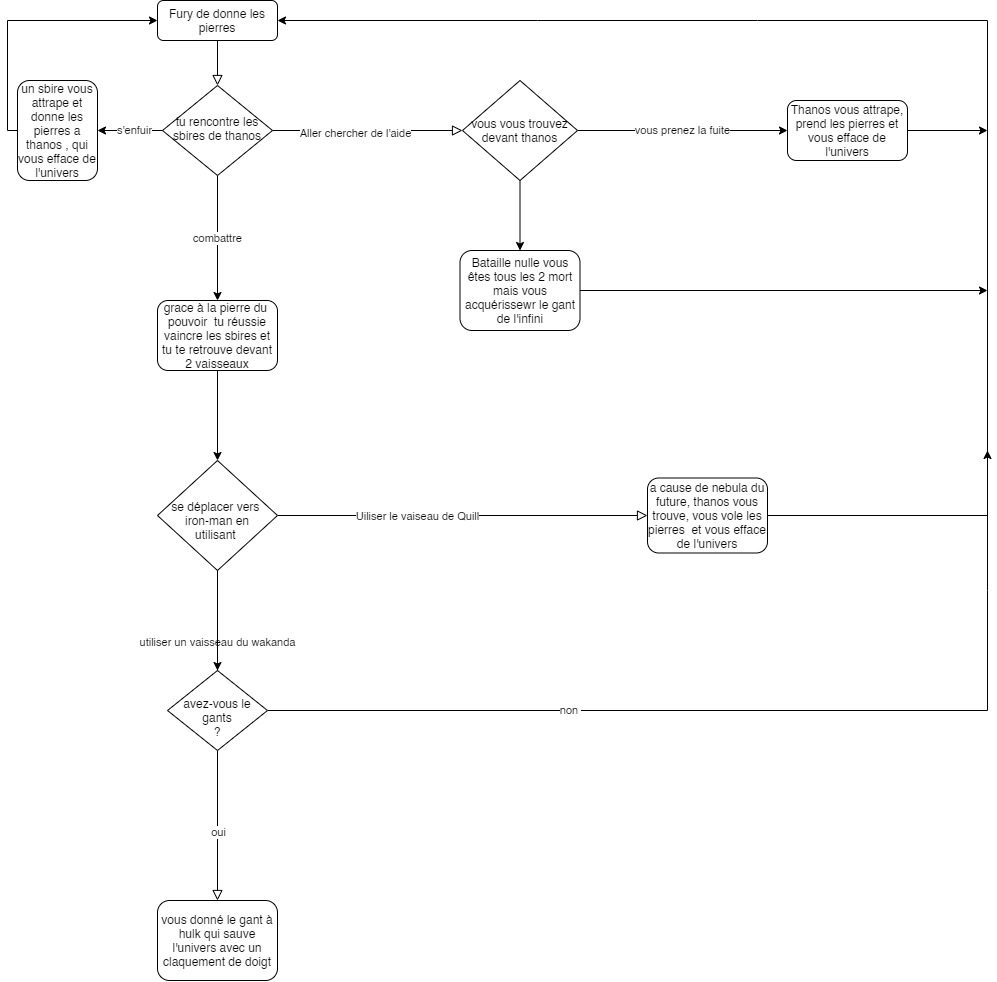 Fury de donne les
pierres
un sbire vous
attrape et
donne les
pierres a
thanos , qui
vous efface de
l'univers
s'enfuir
tu rencontre les
sbires de thanos
Aller chercher de l'aide
vous vous trouvez
devant thanos
vous prenez la fuite
Thanos vous attrape,
prend les pierres et
vous efface de
l'univers
combattre
Bataille nulle vous
êtes tous les 2 mort
mais vous
acquérissewr le gant
de l'infini
grace à la pierre du
pouvoir tu réussie
vaincre les sbires et
tu te retrouve devant
2 vaisseaux
se déplacer vers
iron-man en
utilisant
Uiliser le vaiseau de Quill
a cause de nebula du
future, thanos vous
trouve, vous vole les
pierres et vous efface
de l'univers
utiliser un vaisseau du wakanda
avez-vous le
gants
?
non
oui
vous donné le gant à
hulk qui sauve
l'univers avec un
claquement de doigt